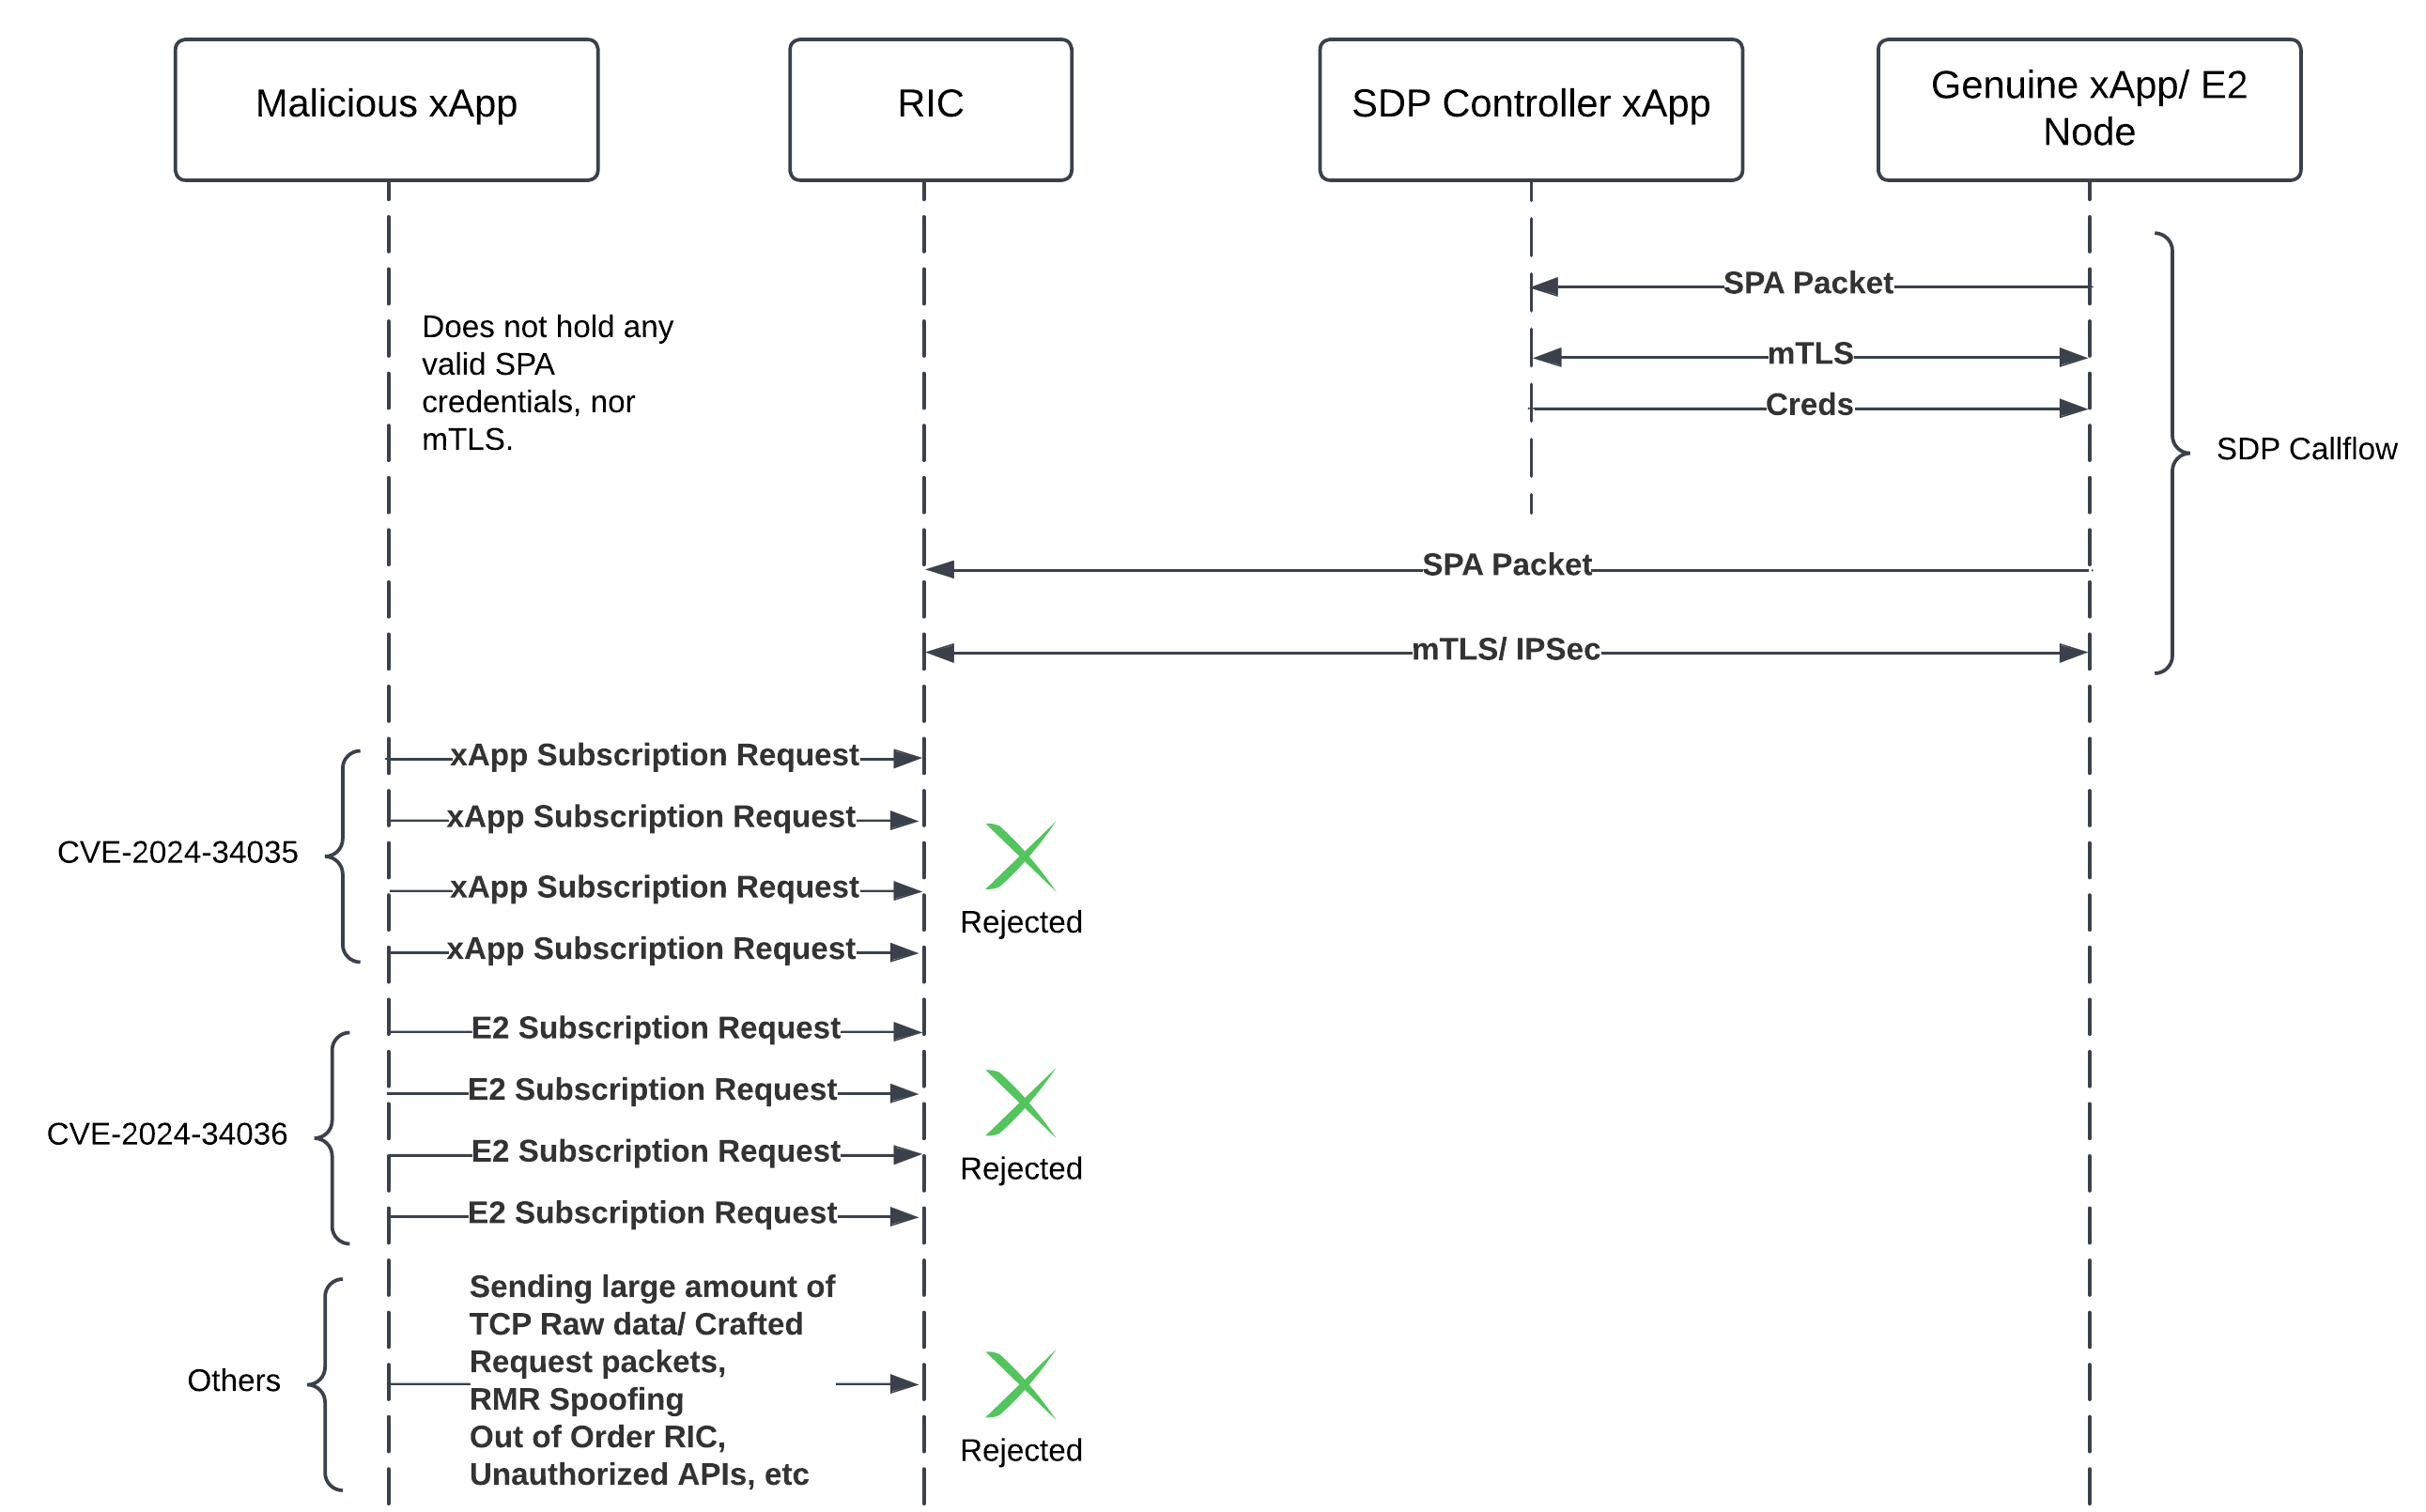 Malicious xApp
RIC
SDP Controller xApp
Genuine xApp/ E2
Node
SPA Packet
Does not hold any
valid SPA
credentials, nor
mTLS.
mTLS
Creds
SDP Callflow
SPA Packet
mTLS/ IPSec
xApp Subscription Request
xApp Subscription Request
CVE-2024-34035
xApp Subscription Request
Rejected
xApp Subscription Request
E2 Subscription Request
E2 Subscription Request
CVE-2024-34036
E2 Subscription Request
Rejected
E2 Subscription Request
Sending large amount of
TCP Raw data/ Crafted
Request packets,
RMR Spoofing
Out of Order RIC,
Unauthorized APIs, etc
Others
Rejected